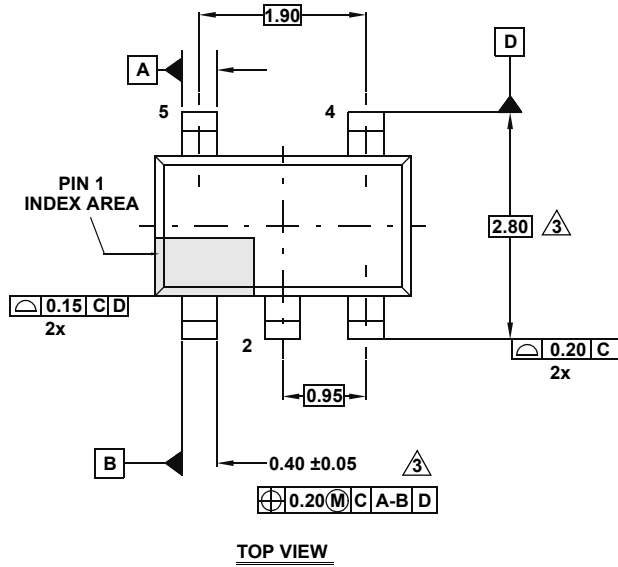 1.90
D
A
5
4
PIN 1
INDEX AREA
2.80 3
0.15 C D
2x
2
0.20 C
2x
0.95
B
0.40 ±0.05 3
0.20 M C A-B D
TOP VIEW